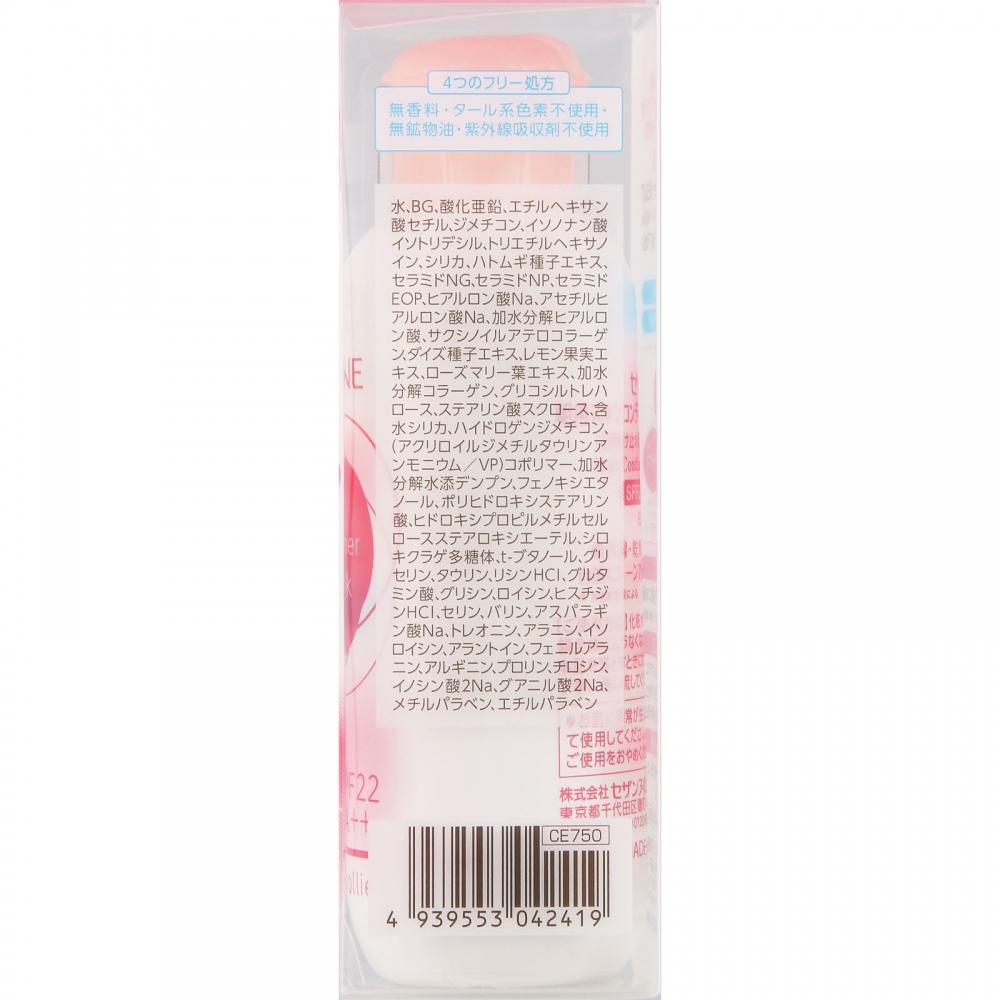 4つのフリー処方
無香料・タール系色素不使用・
無鉱物油・紫外線吸収剤不使用
水、BG、酸化亜鉛、エチルヘキサン
酸セチル、ジメチコン、イソノナン酸
イソトリデシル、トリエチルヘキサノ
イン、シリカ、ハトムギ種子エキス、
セラミドNG、セラミドNP、セラミド
EOP、ヒアルロン酸Na、アセチルヒ
アルロン酸Na、加水分解ヒアルロ
ン酸、サクシノイルアテロコラーゲ
ン、ダイズ種子エキス、レモン果実エ
キス、ローズマリー葉エキス、加水
分解コラーゲン、グリコシルトレハ
ロース、ステアリン酸スクロース、含
水シリカ、ハイドロゲンジメチコン、
(アクリロイルジメチルタウリンア
ンモニウム／VP)コポリマー、加水
分解水添デンプン、フェノキシエタ
ノール、ポリヒドロキシステアリン
酸、ヒドロキシプロピルメチルセル
ロースステアロキシエーテル、シロ
キクラゲ多糖体、t-ブタノール、グリ
セリン、タウリン、リシンHCl、グルタ
ミン酸、グリシン、ロイシン、ヒスチジ
ンHCl、セリン、バリン、アスパラギ
ン酸Na、トレオニン、アラニン、イソ
ロイシン、アラントイン、フェニルアラ
ニン、アルギニン、プロリン、チロシン、
イノシン酸2Na、グアニル酸2Na、
メチルパラベン、エチルパラベン
NE
F22
A++
て使用してくださ
ご使用をおやめく
株式会社 セザンヌ
東京都千代田区
CE750
4 939553 042419